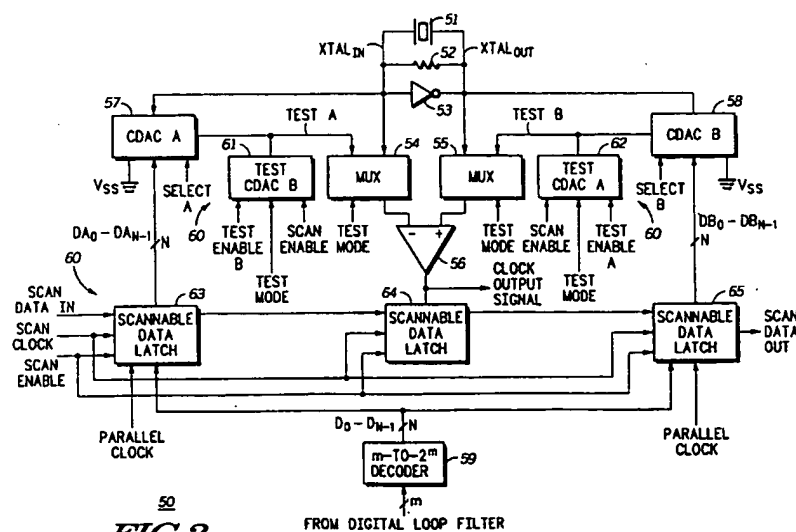 51
XTAL IN
52
XTAL OUT
53
57
CDAC A
TEST A
61
TEST
CDAC B
54
MUX
55
MUX
TEST B
62
TEST
CDAC A
58
CDAC B
VSS
SELECT
A
60
TEST
ENABLE
B
SCAN
ENABLE
TEST
MODE
TEST
MODE
- +
56
TEST
MODE
SCAN
ENABLE
TEST
ENABLE
A
TEST
MODE
60
SELECT
B
VSS
DA0-DAN-1
N
DB0-DBN-1
N
60
CLOCK
OUTPUT
SIGNAL
SCAN
DATA IN
SCAN
CLOCK
SCAN
ENABLE
63
SCANNABLE
DATA
LATCH
64
SCANNABLE
DATA
LATCH
65
SCANNABLE
DATA
LATCH
SCAN
DATA
OUT
PARALLEL
CLOCK
D0-DN-1
N
PARALLEL
CLOCK
m-TO-2m
DECODER
59
m
50
FROM DIGITAL LOOP FILTER